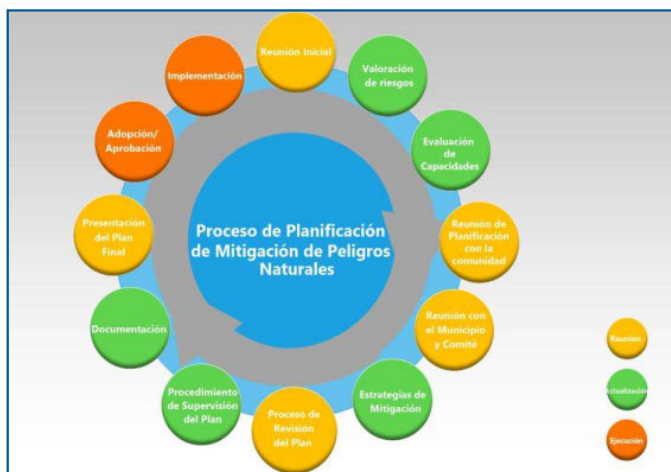 Reunión Inicial
Valoración
de riesgos
Evaluación
de
Capacidades
Reunión de
Planificación
con la
comunidad
Reunión con
el Municipio
y Comité
Estrategias de
Mitigación
Proceso de
Revisión
del Plan
Procedimiento
de Supervisión
del Plan
Documentación
Presentación
del Plan
Final
Adopción/
Aprobación
Implementación
Proceso de Planificación
de Mitigación de Peligros
Naturales
Reunion
Actualización
Ejecución